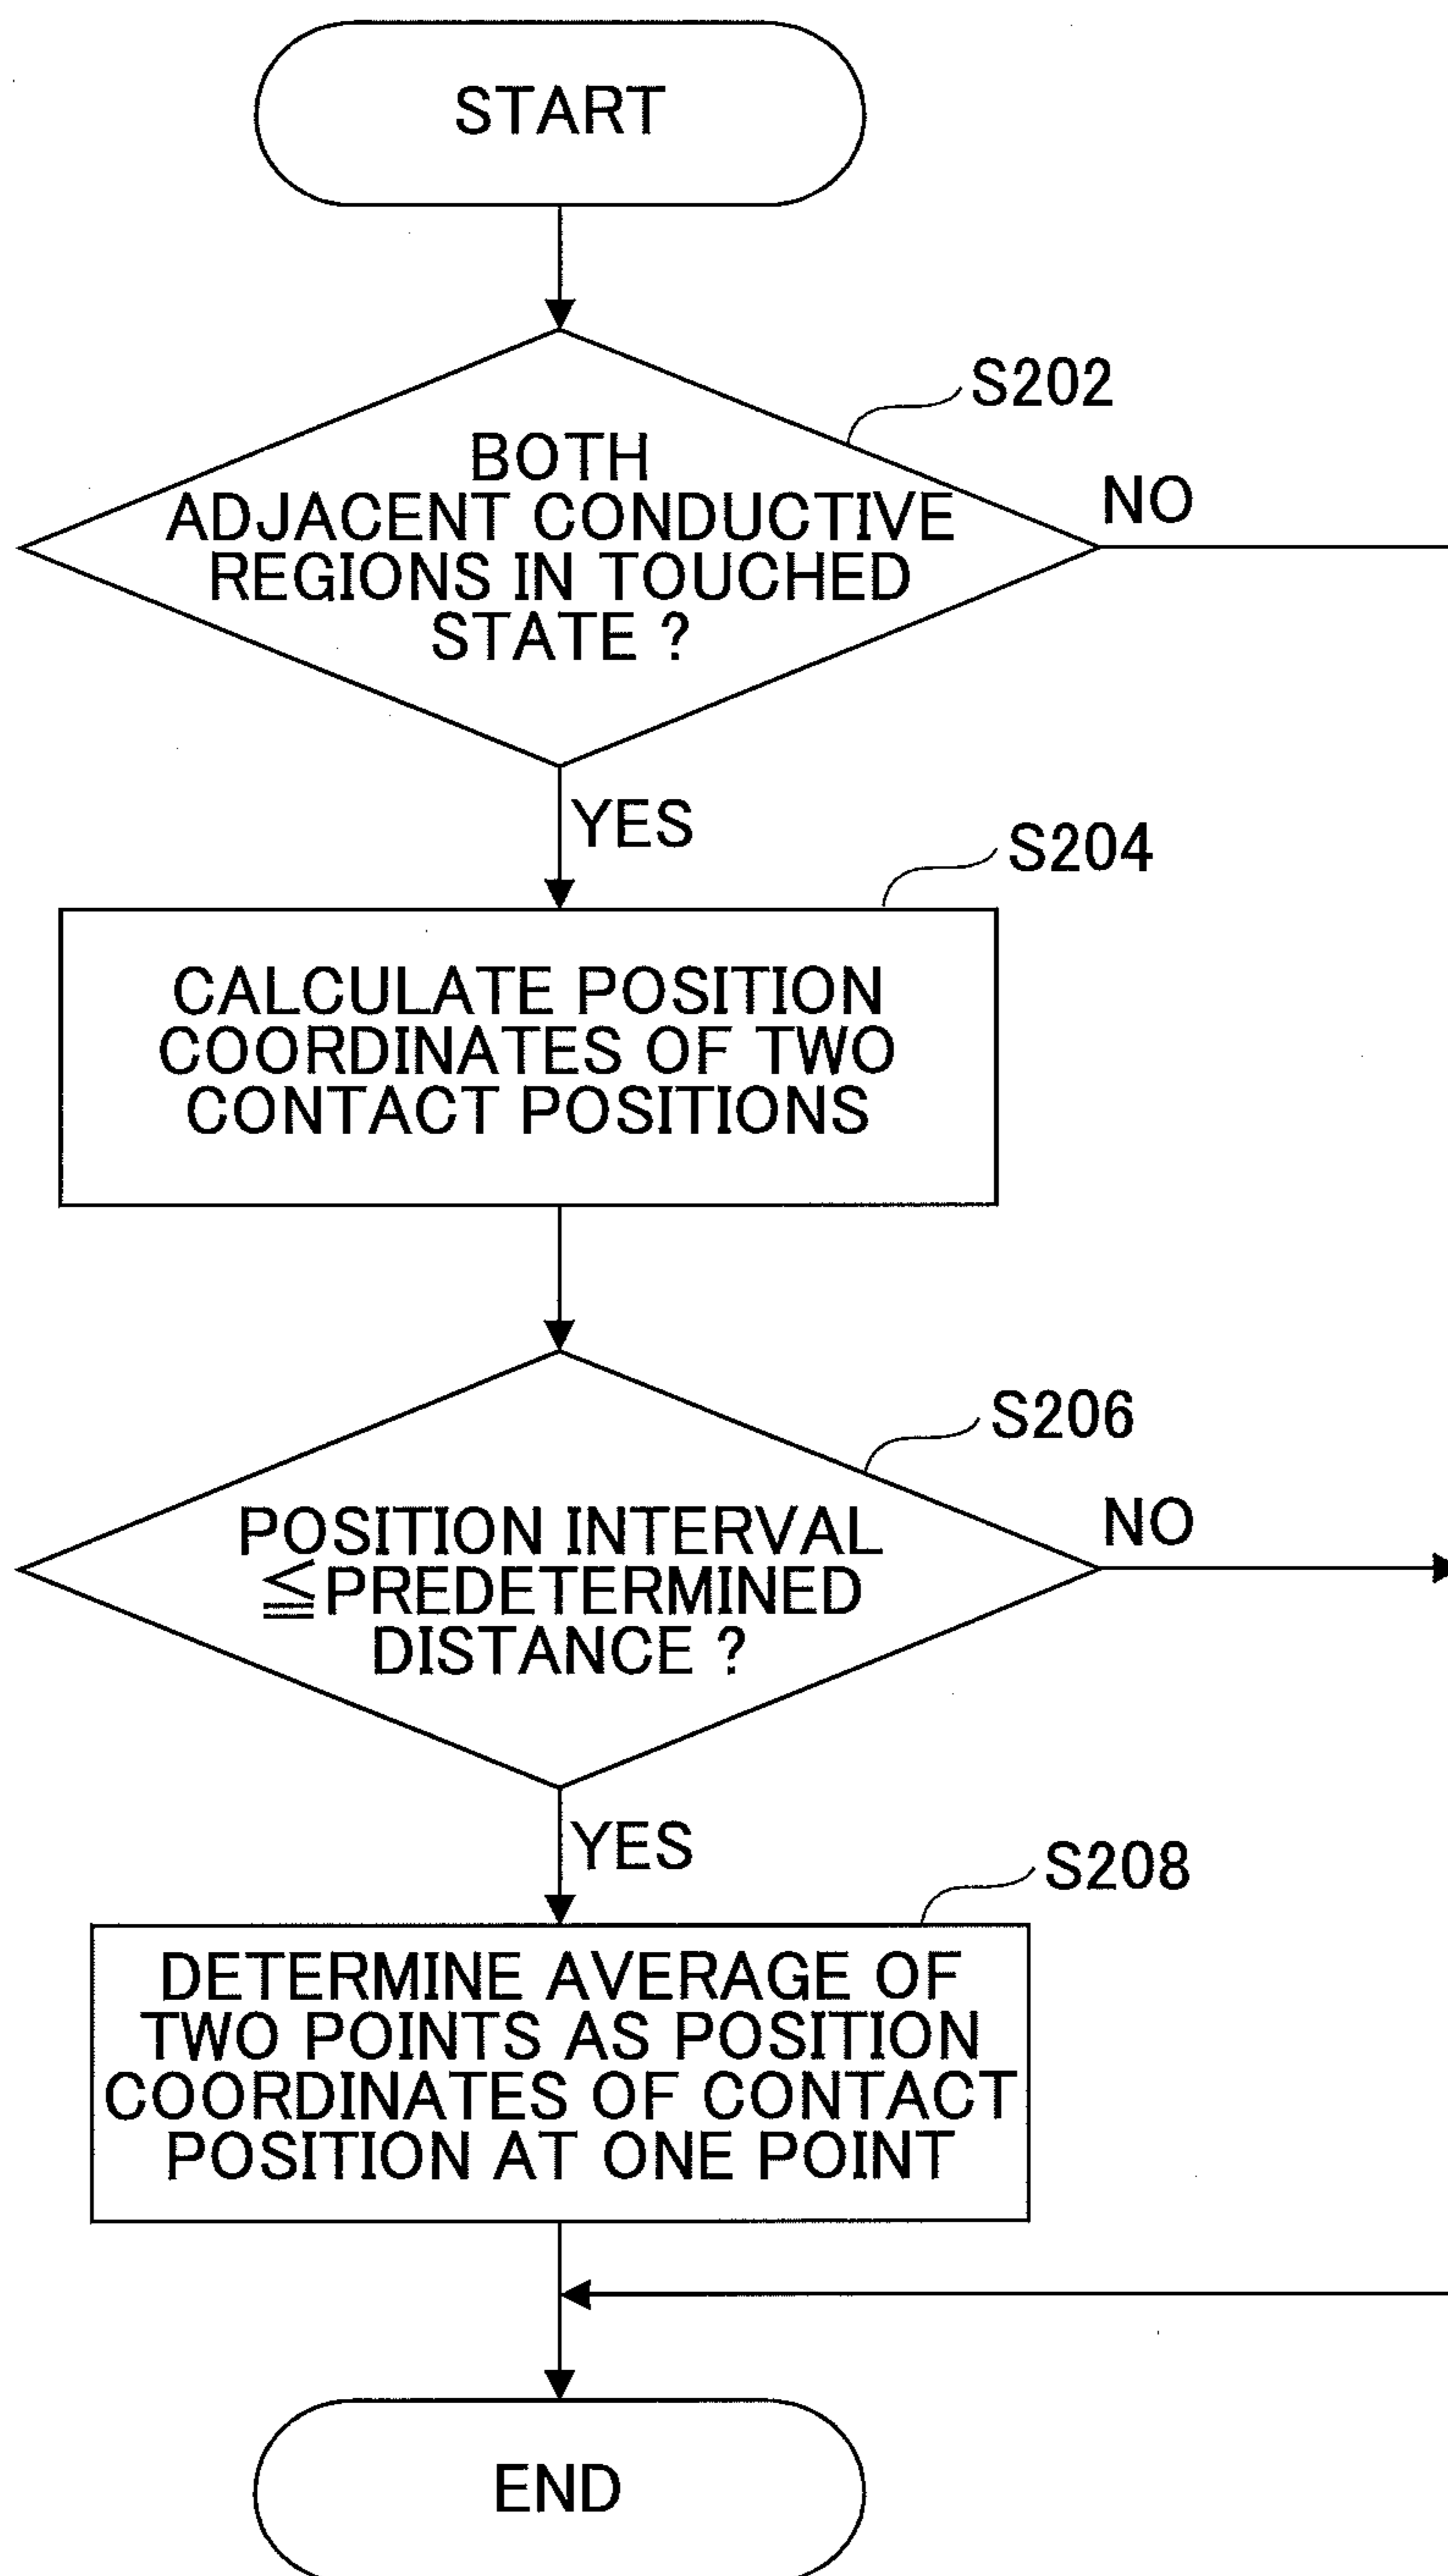 START
S202
BOTH
ADJACENT CONDUCTIVE
REGIONS IN TOUCHED
STATE ?
NO
YES
S204
CALCULATE POSITION
COORDINATES OF TWO
CONTACT POSITIONS
S206
POSITION INTERVAL
≦PREDETERMINED
DISTANCE ?
NO
YES
S208
DETERMINE AVERAGE OF
TWO POINTS AS POSITION
COORDINATES OF CONTACT
POSITION AT ONE POINT
END